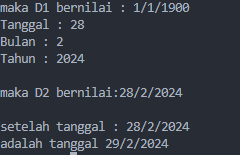 maka D1 bernilai : 1/1/1900
Tanggal : 28
Bulan : 2
Tahun : 2024
maka D2 bernilai:28/2/2024
setelah tanggal : 28/2/2024
adalah tanggal 29/2/2024